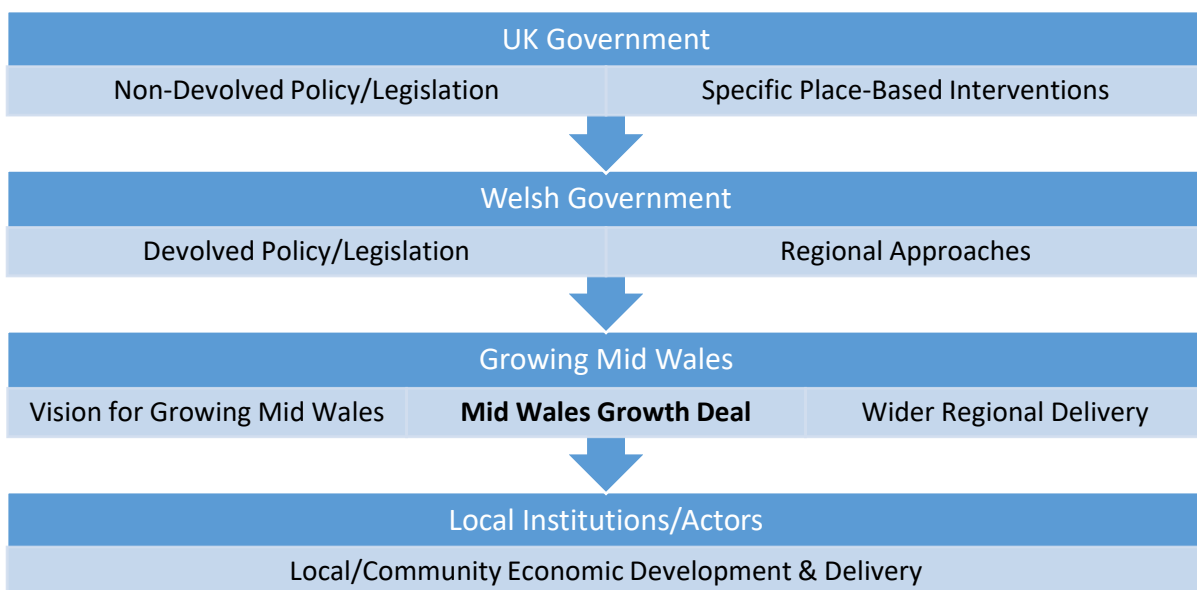 UK Government
Non-Devolved Policy/Legislation
Specific Place-Based Interventions
Welsh Government
Devolved Policy/Legislation
Regional Approaches
Growing Mid Wales
Vision for Growing Mid Wales
Mid Wales Growth Deal
Wider Regional Delivery
Local Institutions/Actors
Local/Community Economic Development & Delivery